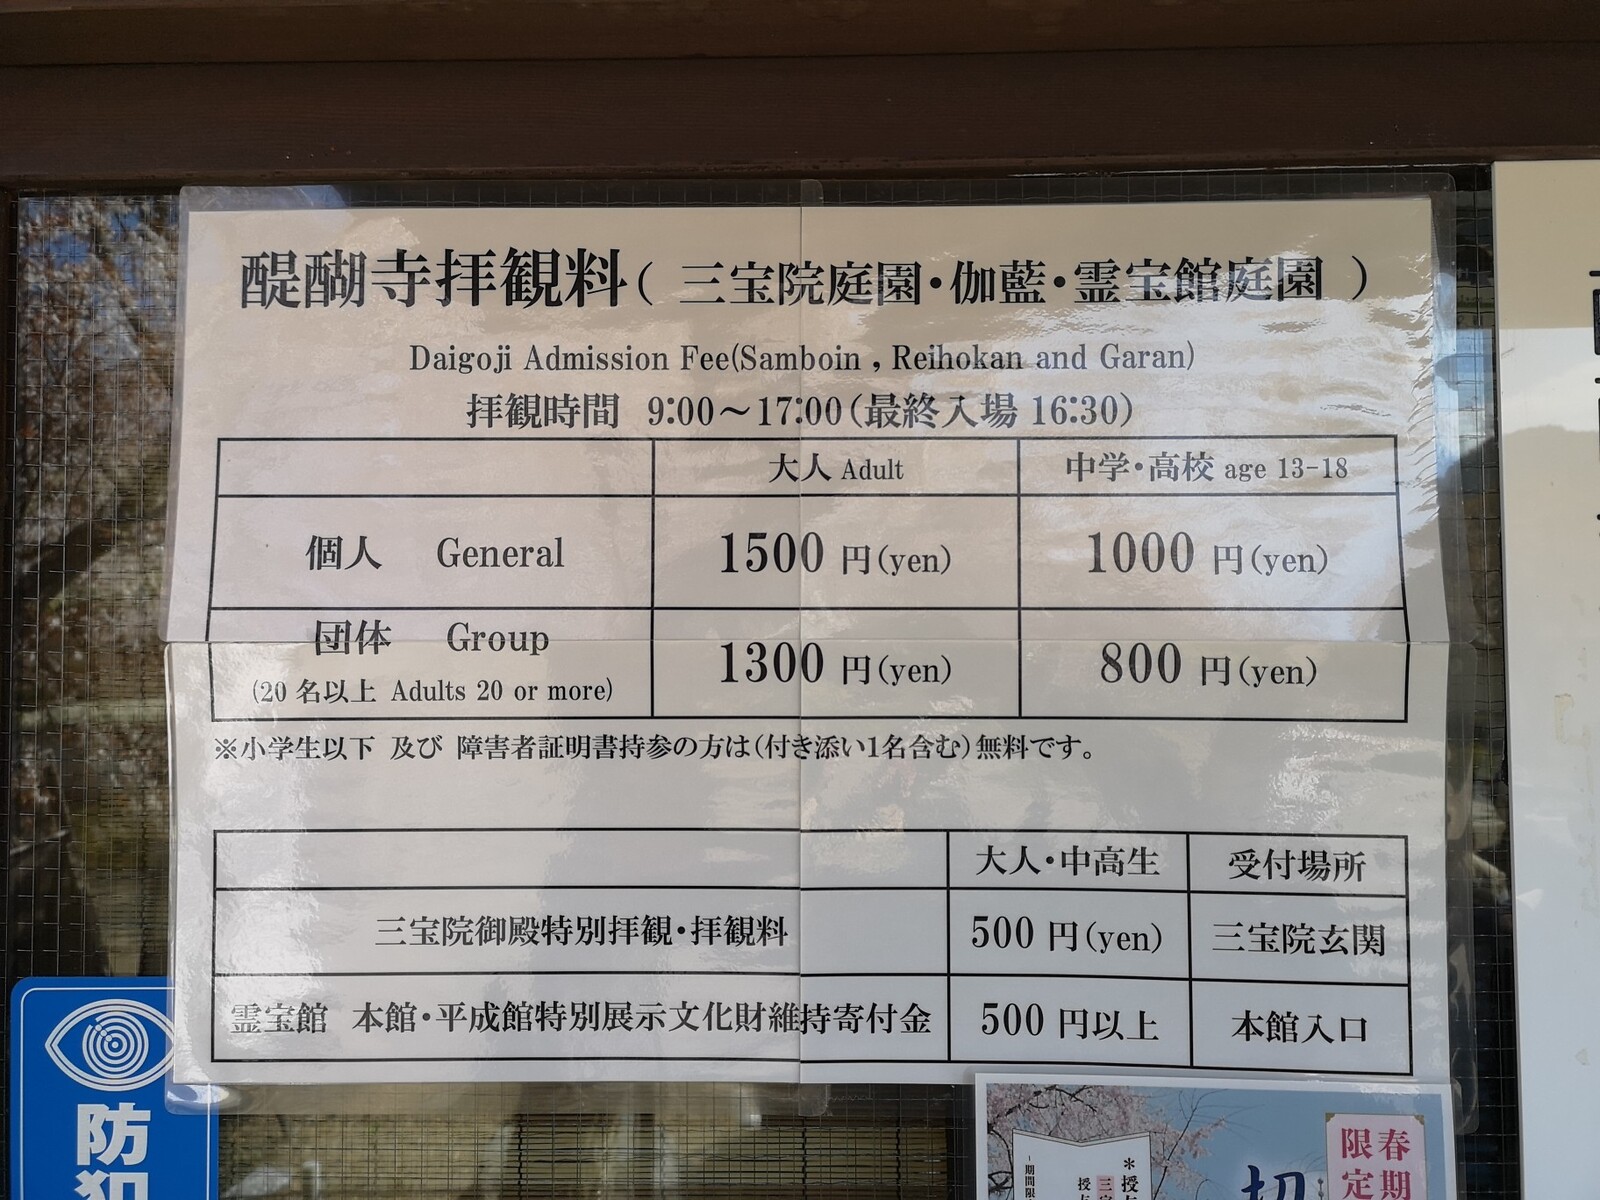 醍醐寺拝観料( 三宝院庭園・伽藍・霊宝館庭園 )
Daigoji Admission Fee(Samboin , Reihokan and Garan)
拝観時間 9:00～17:00(最終入場 16:30)
大人 Adult 中学・高校 age 13-18
個人 General 1500 円(yen) 1000 円(yen)
団体 Group 1300 円(yen) 800 円(yen)
(20 名以上 Adults 20 or more)
※小学生以下 及び 障害者証明書持参の方は(付き添い1名含む)無料です。
大人・中高生 受付場所
三宝院御殿特別拝観・拝観料 500 円(yen) 三宝院玄関
霊宝館 本館・平成館特別展示文化財維持寄付金 500 円以上 本館入口
防犯
春期
限定
切